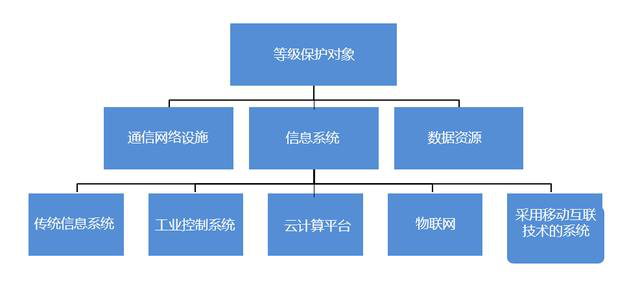 等级保护对象
通信网络设施
信息系统
数据资源
传统信息系统
工业控制系统
云计算平台
物联网
采用移动互联
技术的系统